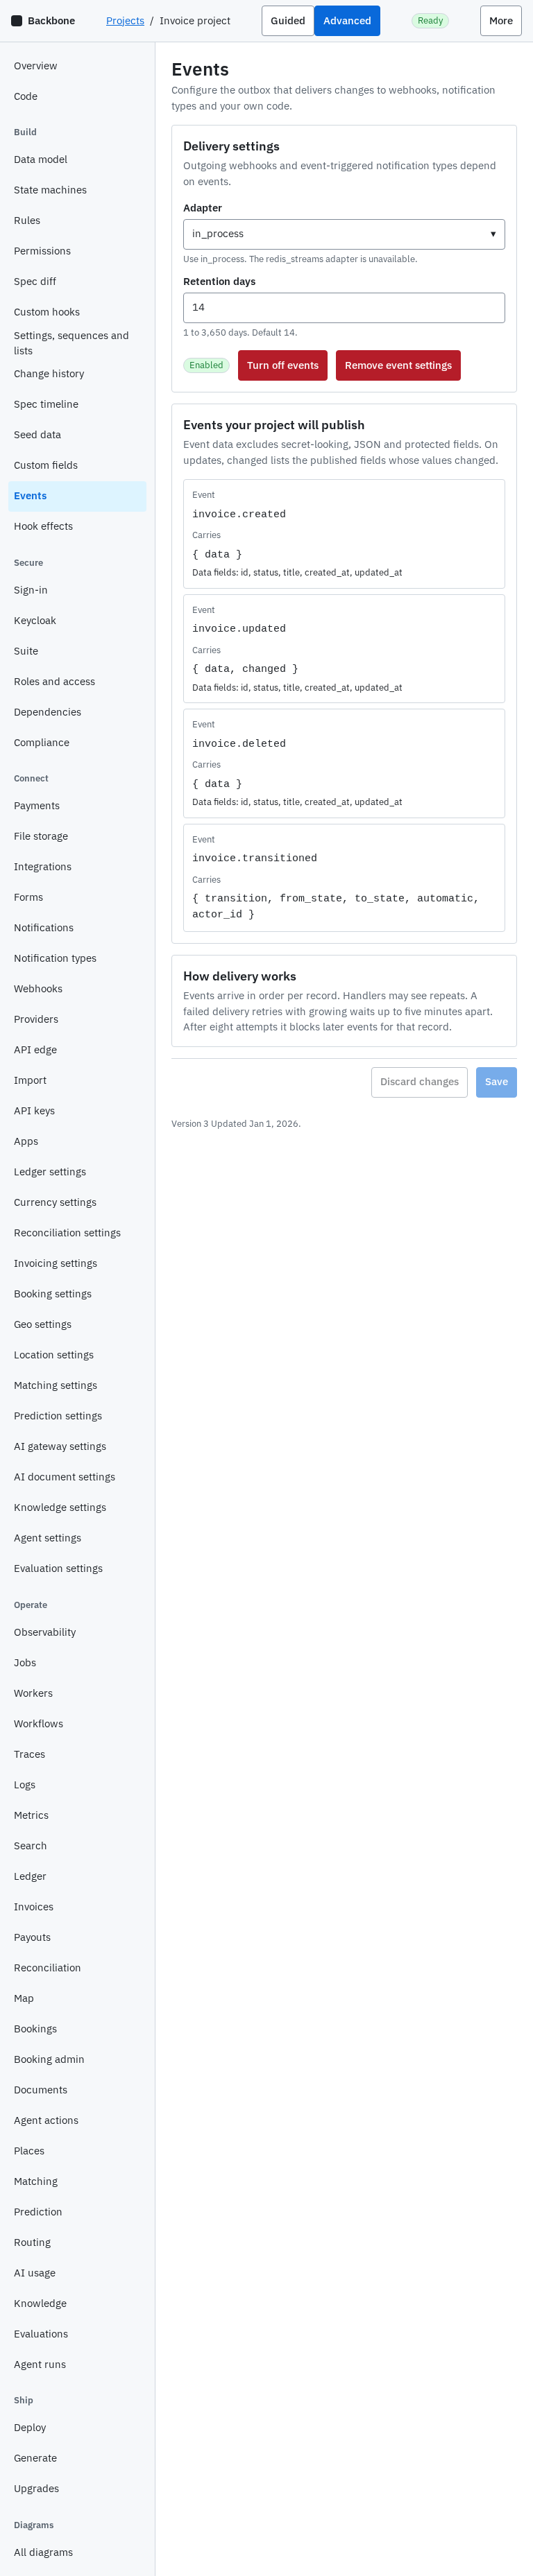 Backbone
Projects / Invoice project
Guided
Advanced
Ready
More
Overview
Code
Build
Data model
State machines
Rules
Permissions
Spec diff
Custom hooks
Settings, sequences and
lists
Change history
Spec timeline
Seed data
Custom fields
Events
Hook effects
Secure
Sign-in
Keycloak
Suite
Roles and access
Dependencies
Compliance
Connect
Payments
File storage
Integrations
Forms
Notifications
Notification types
Webhooks
Providers
API edge
Import
API keys
Apps
Ledger settings
Currency settings
Reconciliation settings
Invoicing settings
Booking settings
Geo settings
Location settings
Matching settings
Prediction settings
AI gateway settings
AI document settings
Knowledge settings
Agent settings
Evaluation settings
Operate
Observability
Jobs
Workers
Workflows
Traces
Logs
Metrics
Search
Ledger
Invoices
Payouts
Reconciliation
Map
Bookings
Booking admin
Documents
Agent actions
Places
Matching
Prediction
Routing
AI usage
Knowledge
Evaluations
Agent runs
Ship
Deploy
Generate
Upgrades
Diagrams
All diagrams
Events
Configure the outbox that delivers changes to webhooks, notification
types and your own code.
Delivery settings
Outgoing webhooks and event-triggered notification types depend
on events.
Adapter
in_process
Use in_process. The redis_streams adapter is unavailable.
Retention days
14
1 to 3,650 days. Default 14.
Enabled
Turn off events
Remove event settings
Events your project will publish
Event data excludes secret-looking, JSON and protected fields. On
updates, changed lists the published fields whose values changed.
Event
invoice.created
Carries
{ data }
Data fields: id, status, title, created_at, updated_at
Event
invoice.updated
Carries
{ data, changed }
Data fields: id, status, title, created_at, updated_at
Event
invoice.deleted
Carries
{ data }
Data fields: id, status, title, created_at, updated_at
Event
invoice.transitioned
Carries
{ transition, from_state, to_state, automatic,
actor_id }
How delivery works
Events arrive in order per record. Handlers may see repeats. A
failed delivery retries with growing waits up to five minutes apart.
After eight attempts it blocks later events for that record.
Discard changes
Save
Version 3 Updated Jan 1, 2026.